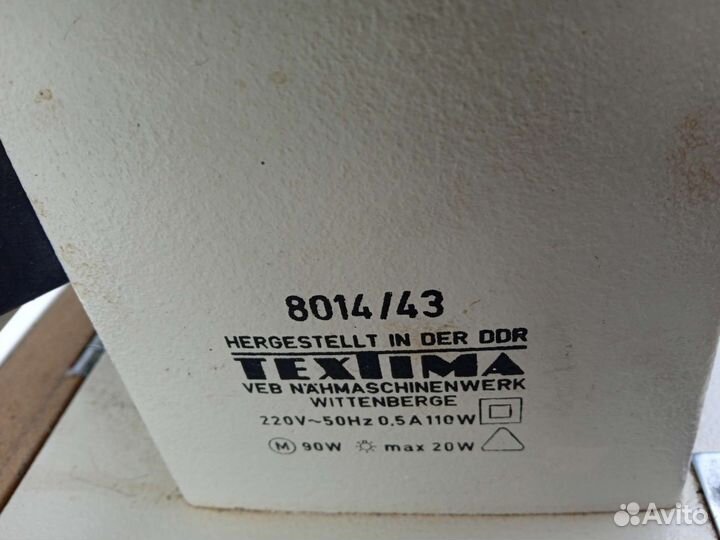 8014/43
HERGESTELLT IN DER DDR
TEXTIMA
VEB NÄHMASCHINENWERK
WITTENBERGE
220V~50Hz 0,5A 110W
M 90W max 20W
Avito